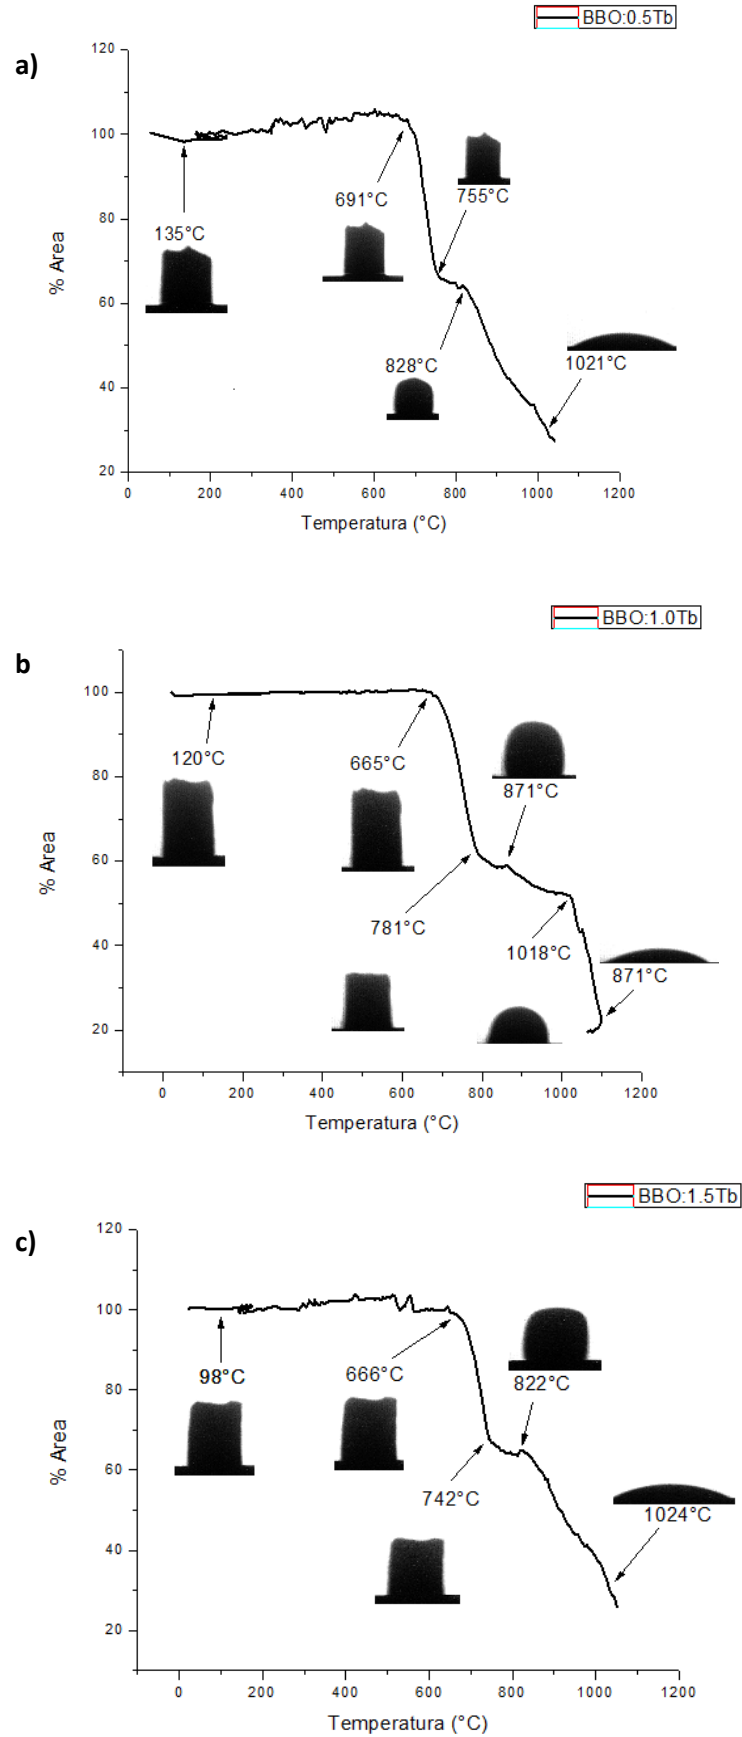 BBO:0.5Tb
a)
120
100
80
60
40
20
% Area
135°C
691°C
755°C
828°C
1021°C
0 200 400 600 800 1000 1200
Temperatura (°C)
BBO:1.0Tb
b
100
80
60
40
20
% Area
120°C
665°C
871°C
781°C
1018°C
871°C
0 200 400 600 800 1000 1200
Temperatura (°C)
BBO:1.5Tb
c)
120
100
80
60
40
20
% Area
98°C
666°C
822°C
742°C
1024°C
0 200 400 600 800 1000 1200
Temperatura (°C)